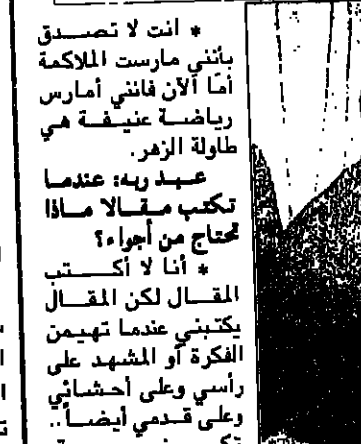 * انت لا تصدق
بأنني مارست الملاكمة
أما الآن فانني أمارس
رياضة عنيفة هي
طاولة الزهر.
عبد ربه: عندما
تكتب مقالا ماذا
تحتاج من أجواء؟
* أنا لا أكتب
المقال لكن المقال
يكتبني عندما تهيمن
الفكرة أو المشهد على
رأسي وعلى أحشائي
وعلى قدمي أيضاً..